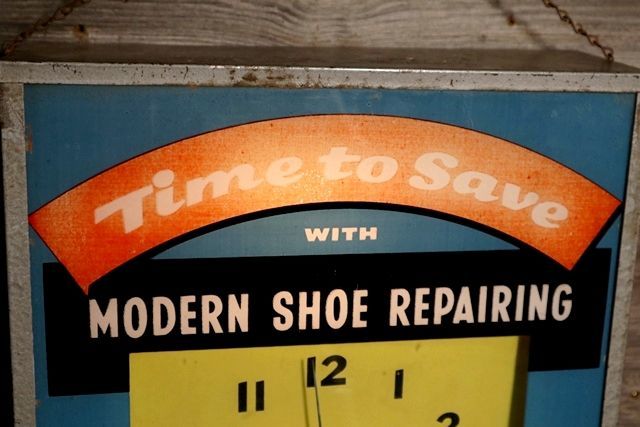 Time to Save
WITH
MODERN SHOE REPAIRING
11 12 1
2